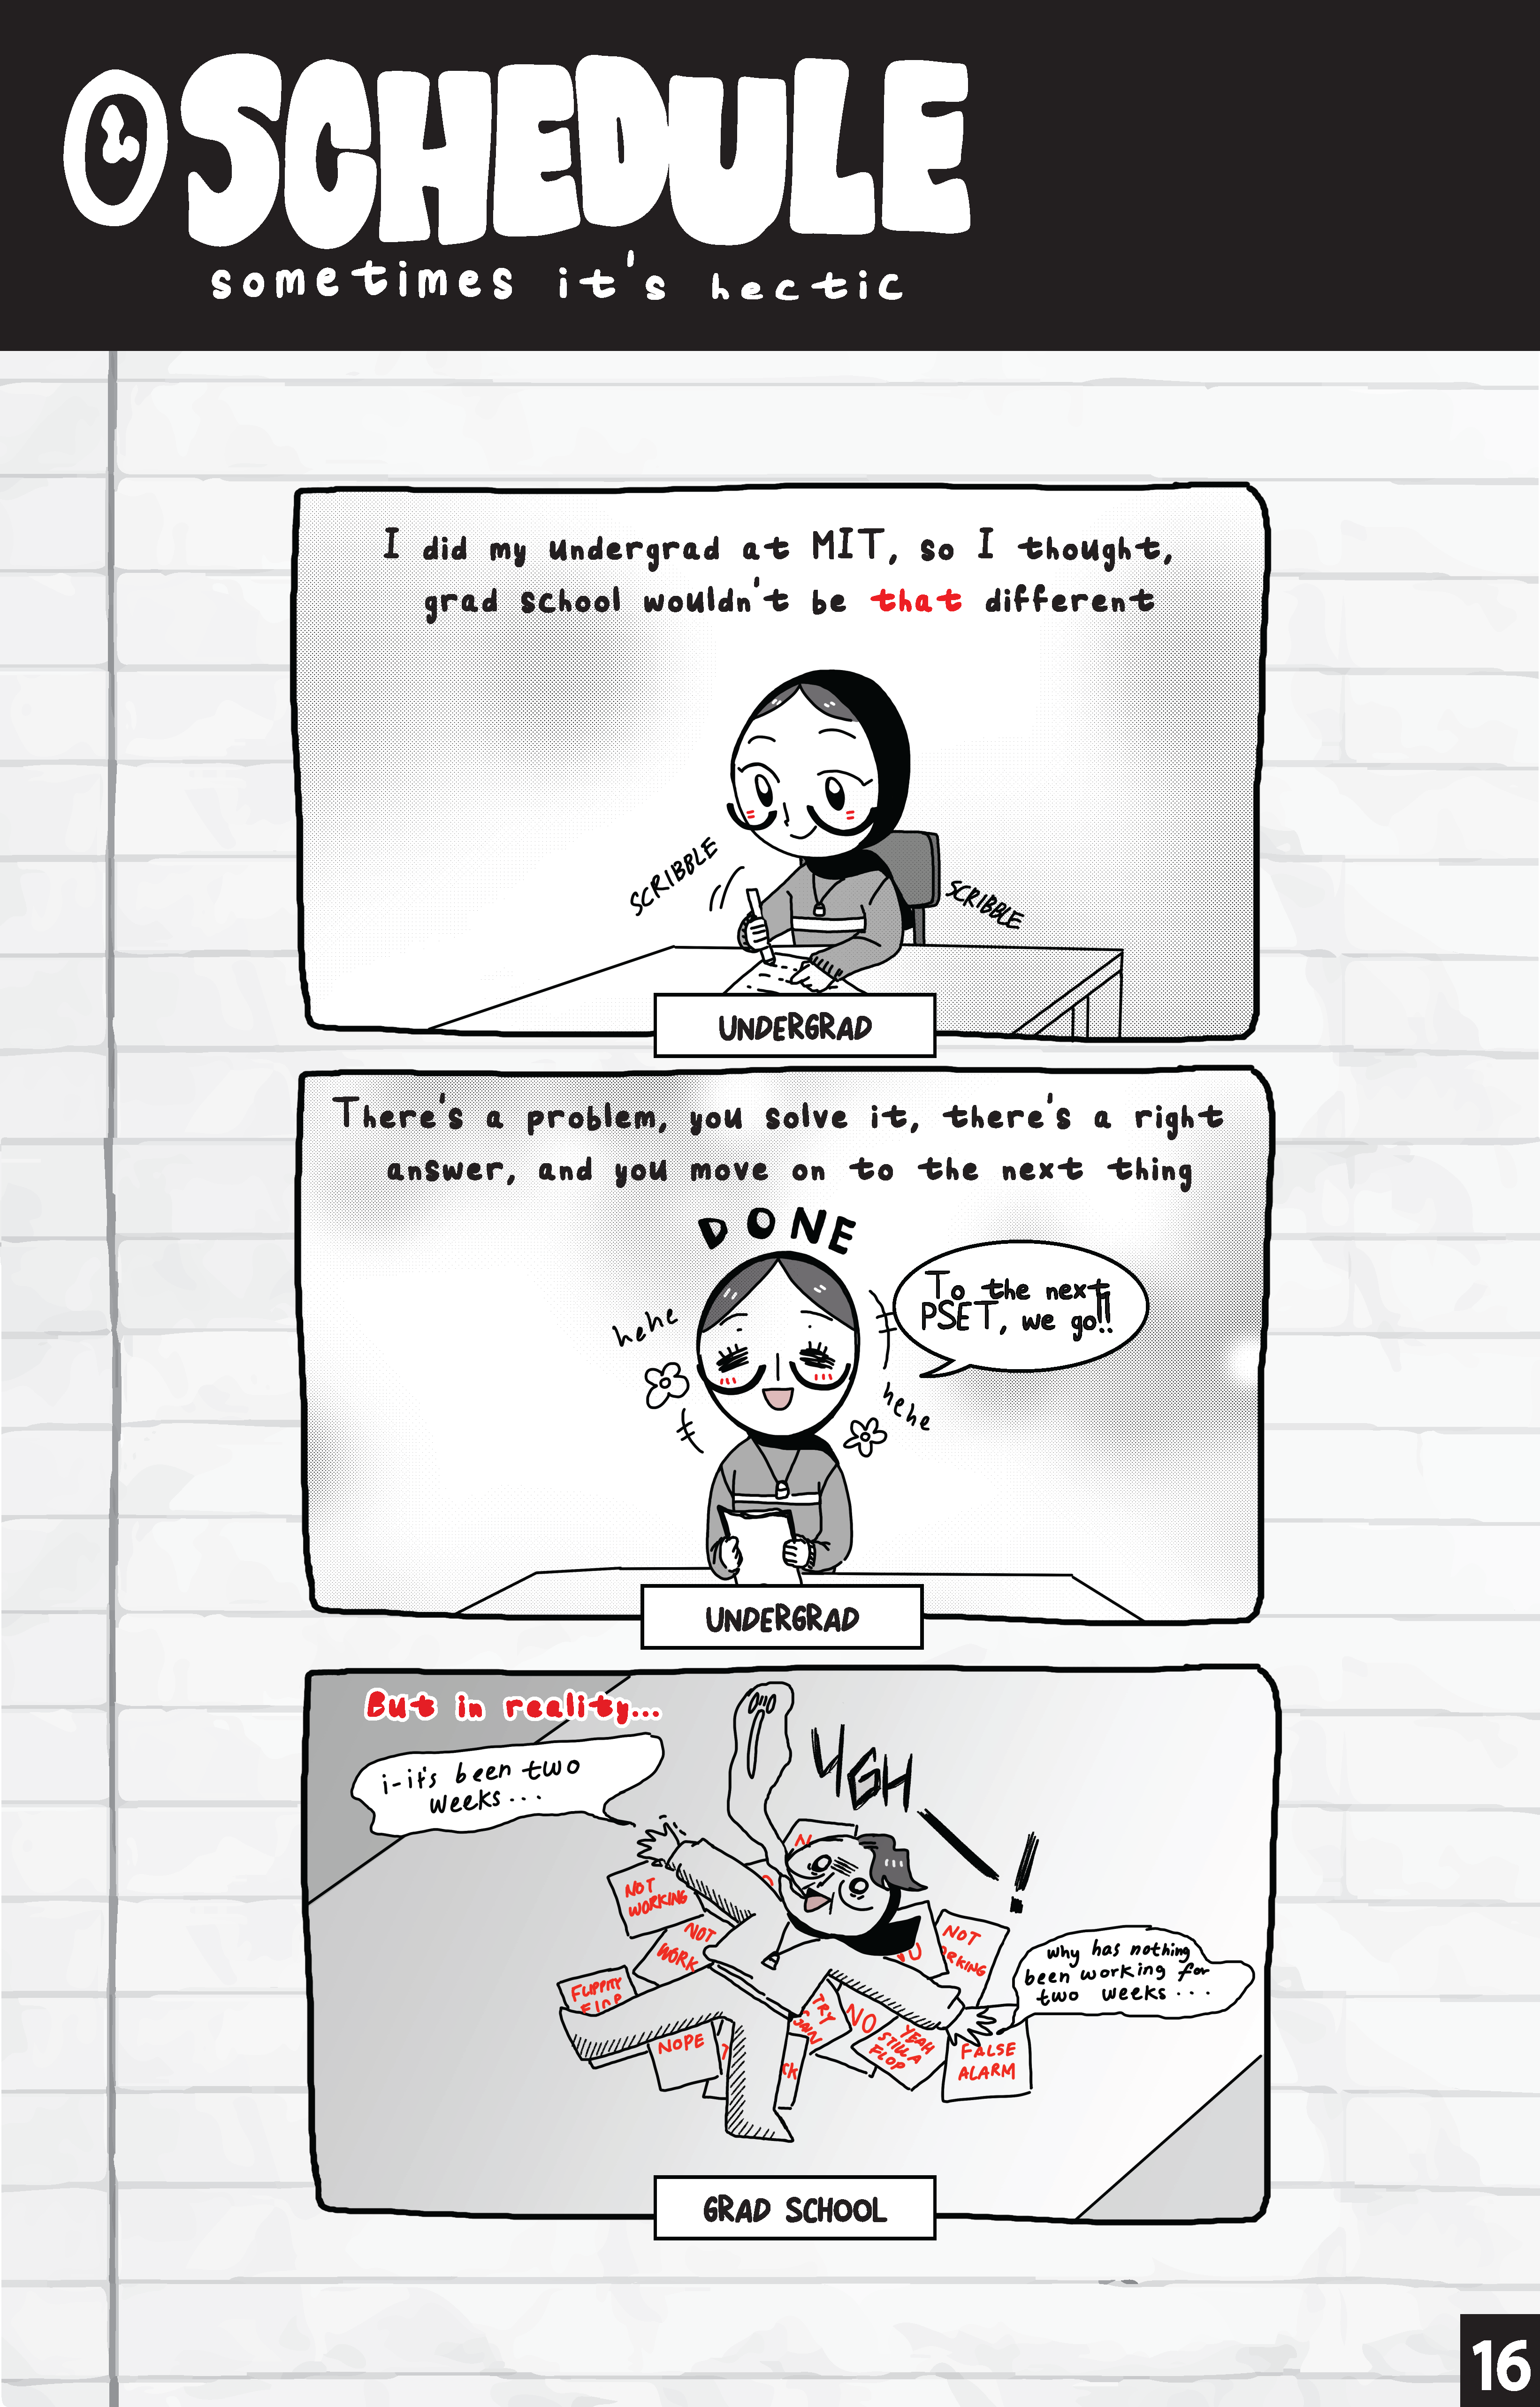 SCHEDULE
sometimes it's hectic
I did my undergrad at MIT, so I thought,
grad school wouldn't be that different
SCRIBBLE
SCRIBBLE
UNDERGRAD
There's a problem, you solve it, there's a right
answer, and you move on to the next thing
DONE
To the next
PSET, we go!!
hehe
hehe
UNDERGRAD
But in reality...
i-it's been two
weeks...
UGH
!
NOT
WORKING
NOT
WORK
NOT
FLIPPITY
NOPE
TRY
NO
YEAH
STILL A
FLOP
FALSE
ALARM
why has nothing
been working for
two weeks...
GRAD SCHOOL
16